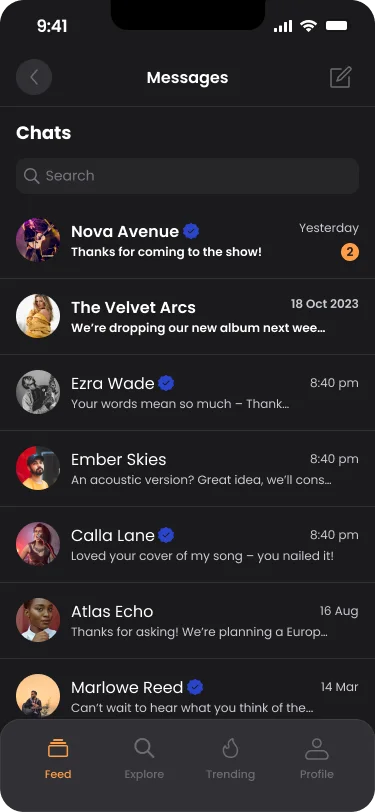 9:41
Messages
Chats
Search
Nova Avenue
Yesterday
Thanks for coming to the show!
2
The Velvet Arcs
18 Oct 2023
We’re dropping our new album next wee...
Ezra Wade
8:40 pm
Your words mean so much – Thank...
Ember Skies
8:40 pm
An acoustic version? Great idea, we’ll cons...
Calla Lane
8:40 pm
Loved your cover of my song – you nailed it!
Atlas Echo
16 Aug
Thanks for asking! We’re planning a Europ...
Marlowe Reed
14 Mar
Can’t wait to hear what you think of the...
Feed
Explore
Trending
Profile